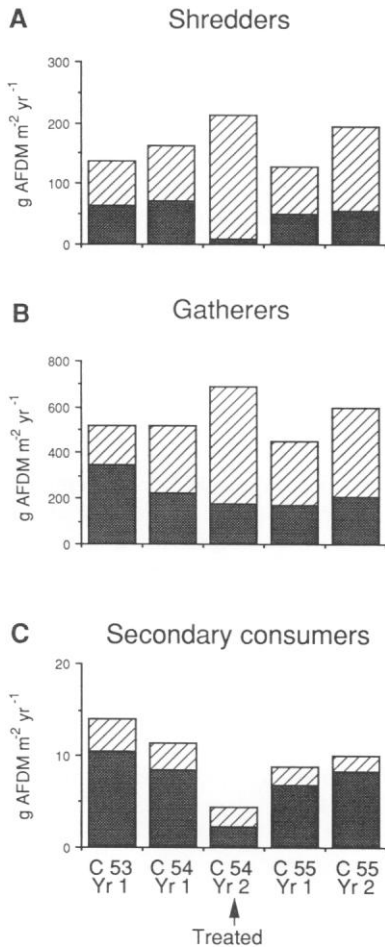 A Shredders
g AFDM m-2 yr -1
300
200
100
0
B Gatherers
g AFDM m-2 yr -1
800
600
400
200
0
C Secondary consumers
g AFDM m-2 yr -1
20
10
0
C 53 C 54 C 54 C 55 C 55
Yr 1 Yr 1 Yr 2 Yr 1 Yr 2
Treated